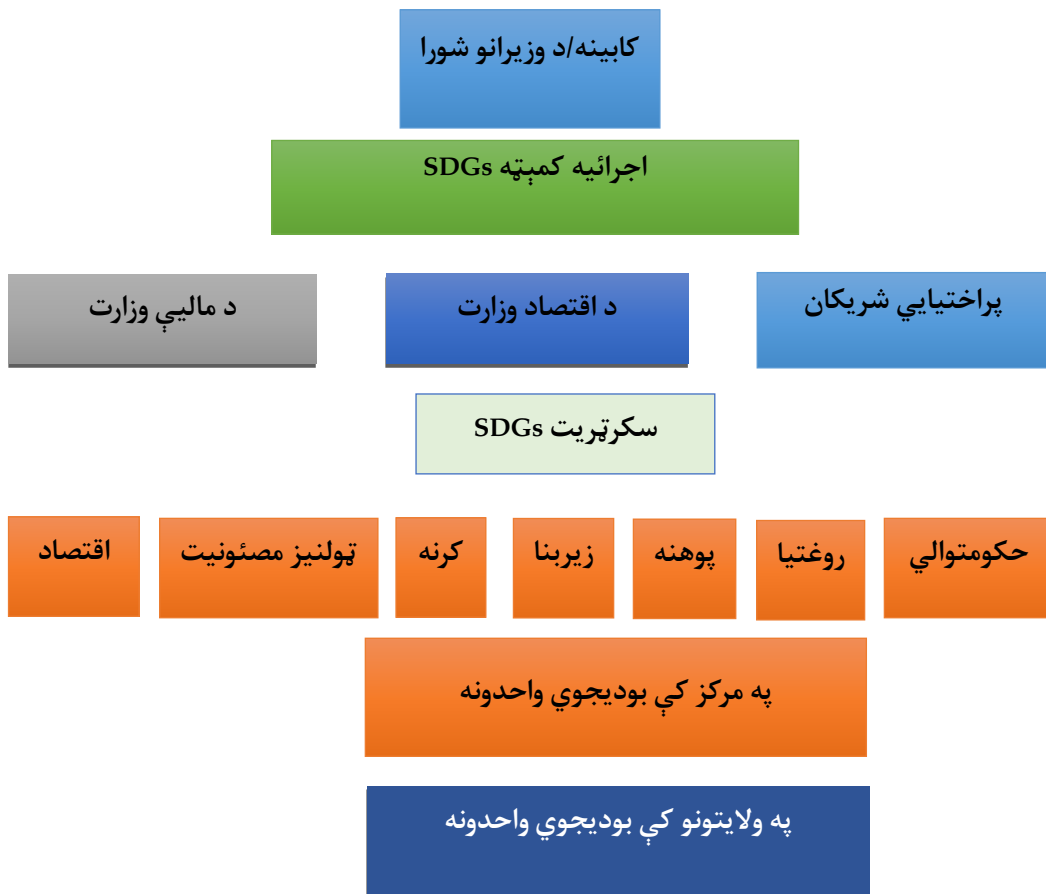 کابینه/د وزیرانو شورا
اجرائیه کمېټه SDGs
پراختیايي شریکان
د اقتصاد وزارت
د مالیې وزارت
سکرټریت SDGs
حکومتوالي
روغتیا
پوهنه
زیربنا
کرنه
ټولنیز مصئونیت
اقتصاد
په مرکز کې بودیجوي واحدونه
په ولایتونو کې بودیجوي واحدونه